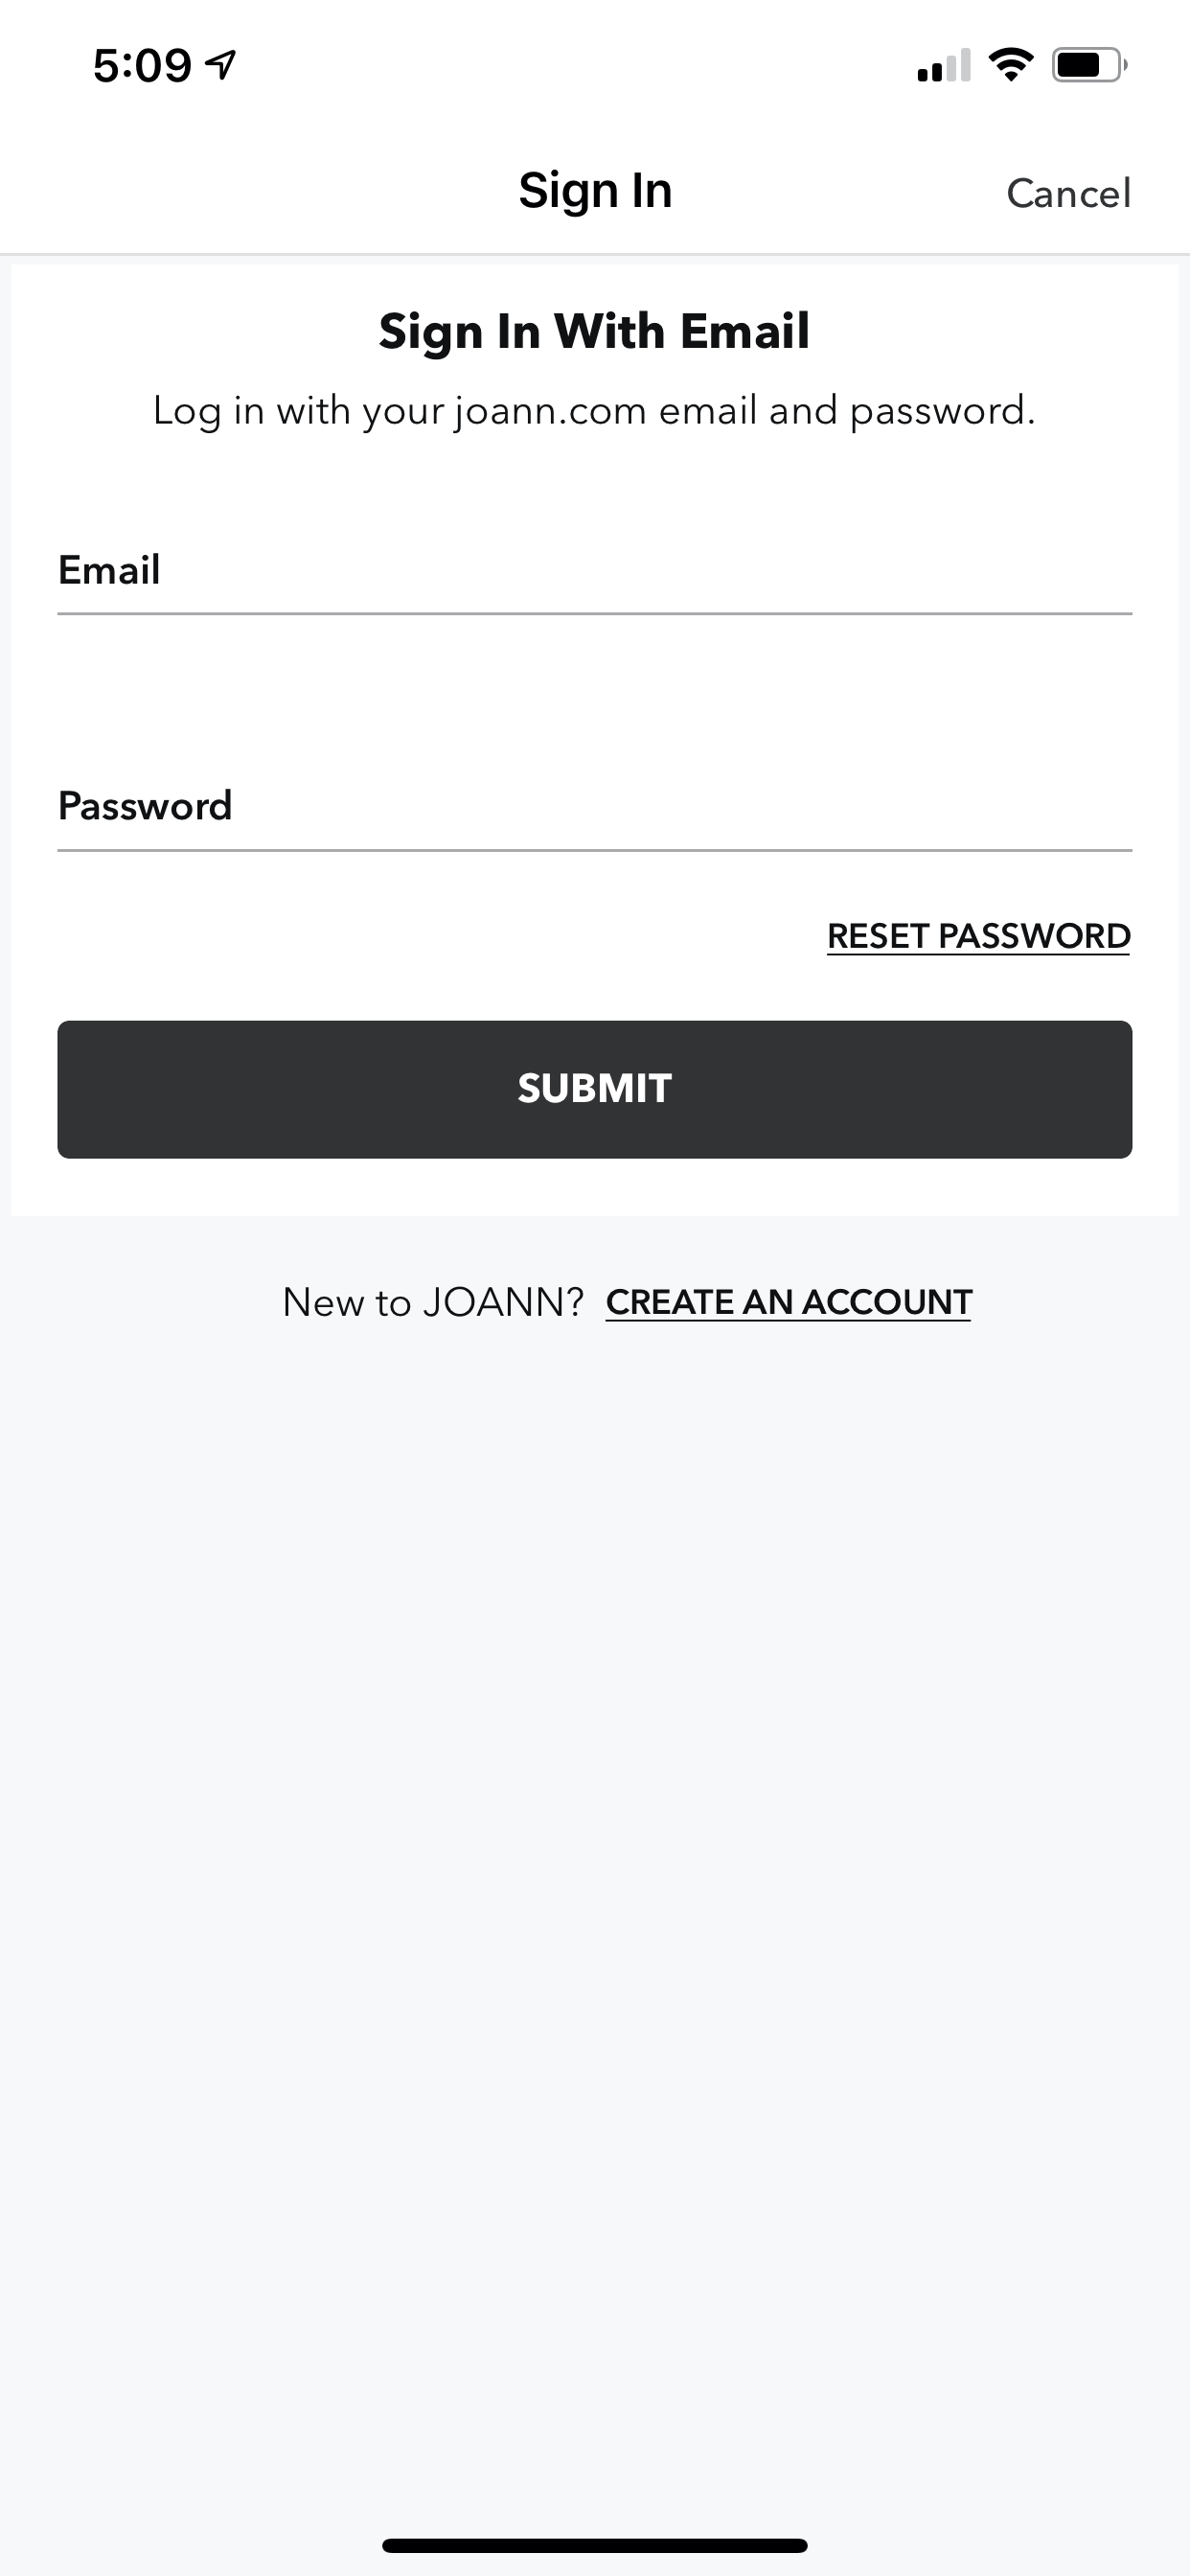 5:09
Sign In
Cancel
Sign In With Email
Log in with your joann.com email and password.
Email
Password
RESET PASSWORD
SUBMIT
New to JOANN? CREATE AN ACCOUNT